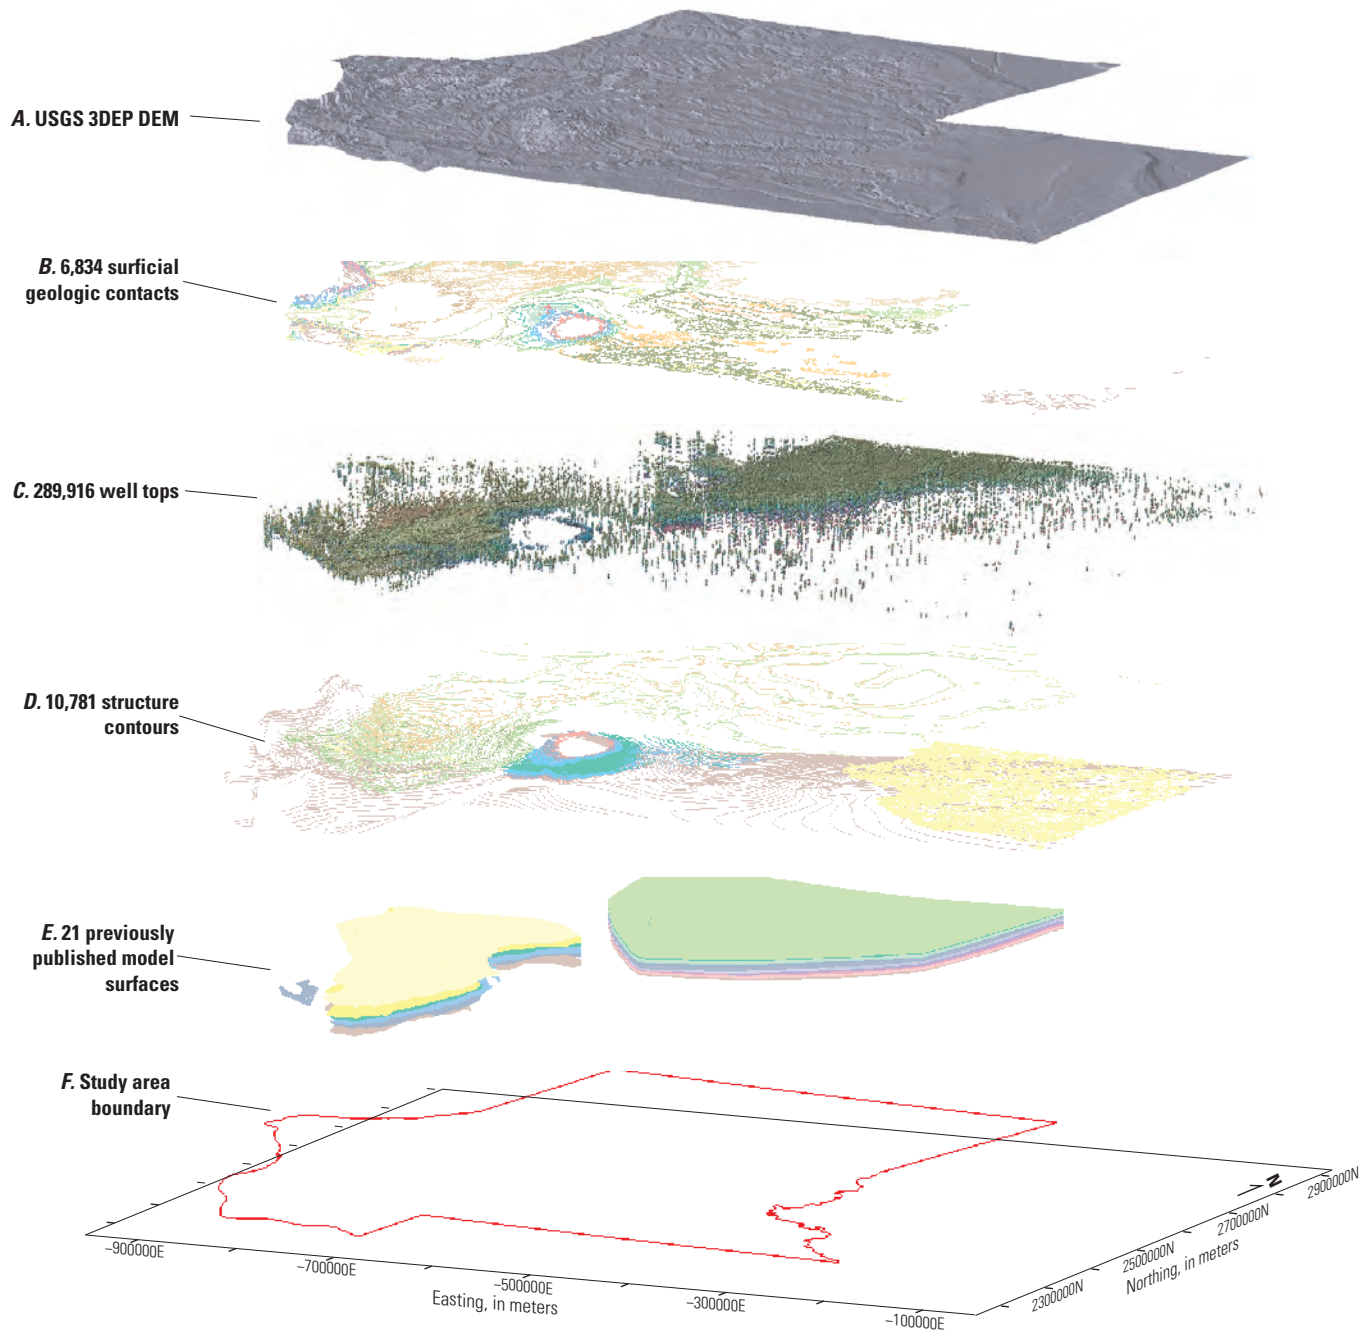 A. USGS 3DEP DEM
B. 6,834 surficial
geologic contacts
C. 289,916 well tops
D. 10,781 structure
contours
E. 21 previously
published model
surfaces
F. Study area
boundary
N
2900000N
2700000N
2500000N
2300000N
Northing, in meters
−900000E
−700000E
−500000E
−300000E
−100000E
Easting, in meters